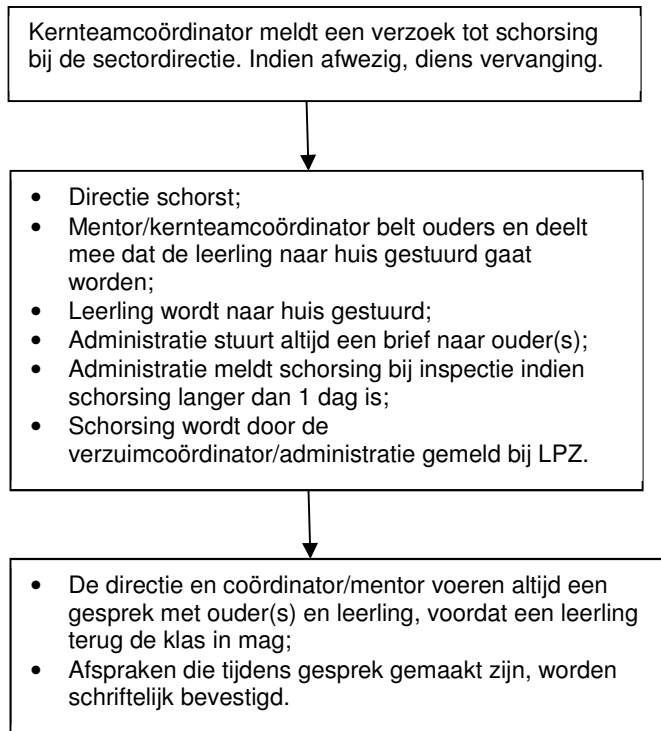 Kernteamcoördinator meldt een verzoek tot schorsing
bij de sectordirectie. Indien afwezig, diens vervanging.
• Directie schorst;
• Mentor/kernteamcoördinator belt ouders en deelt
mee dat de leerling naar huis gestuurd gaat
worden;
• Leerling wordt naar huis gestuurd;
• Administratie stuurt altijd een brief naar ouder(s);
• Administratie meldt schorsing bij inspectie indien
schorsing langer dan 1 dag is;
• Schorsing wordt door de
verzuimcoördinator/administratie gemeld bij LPZ.
• De directie en coördinator/mentor voeren altijd een
gesprek met ouder(s) en leerling, voordat een leerling
terug de klas in mag;
• Afspraken die tijdens gesprek gemaakt zijn, worden
schriftelijk bevestigd.